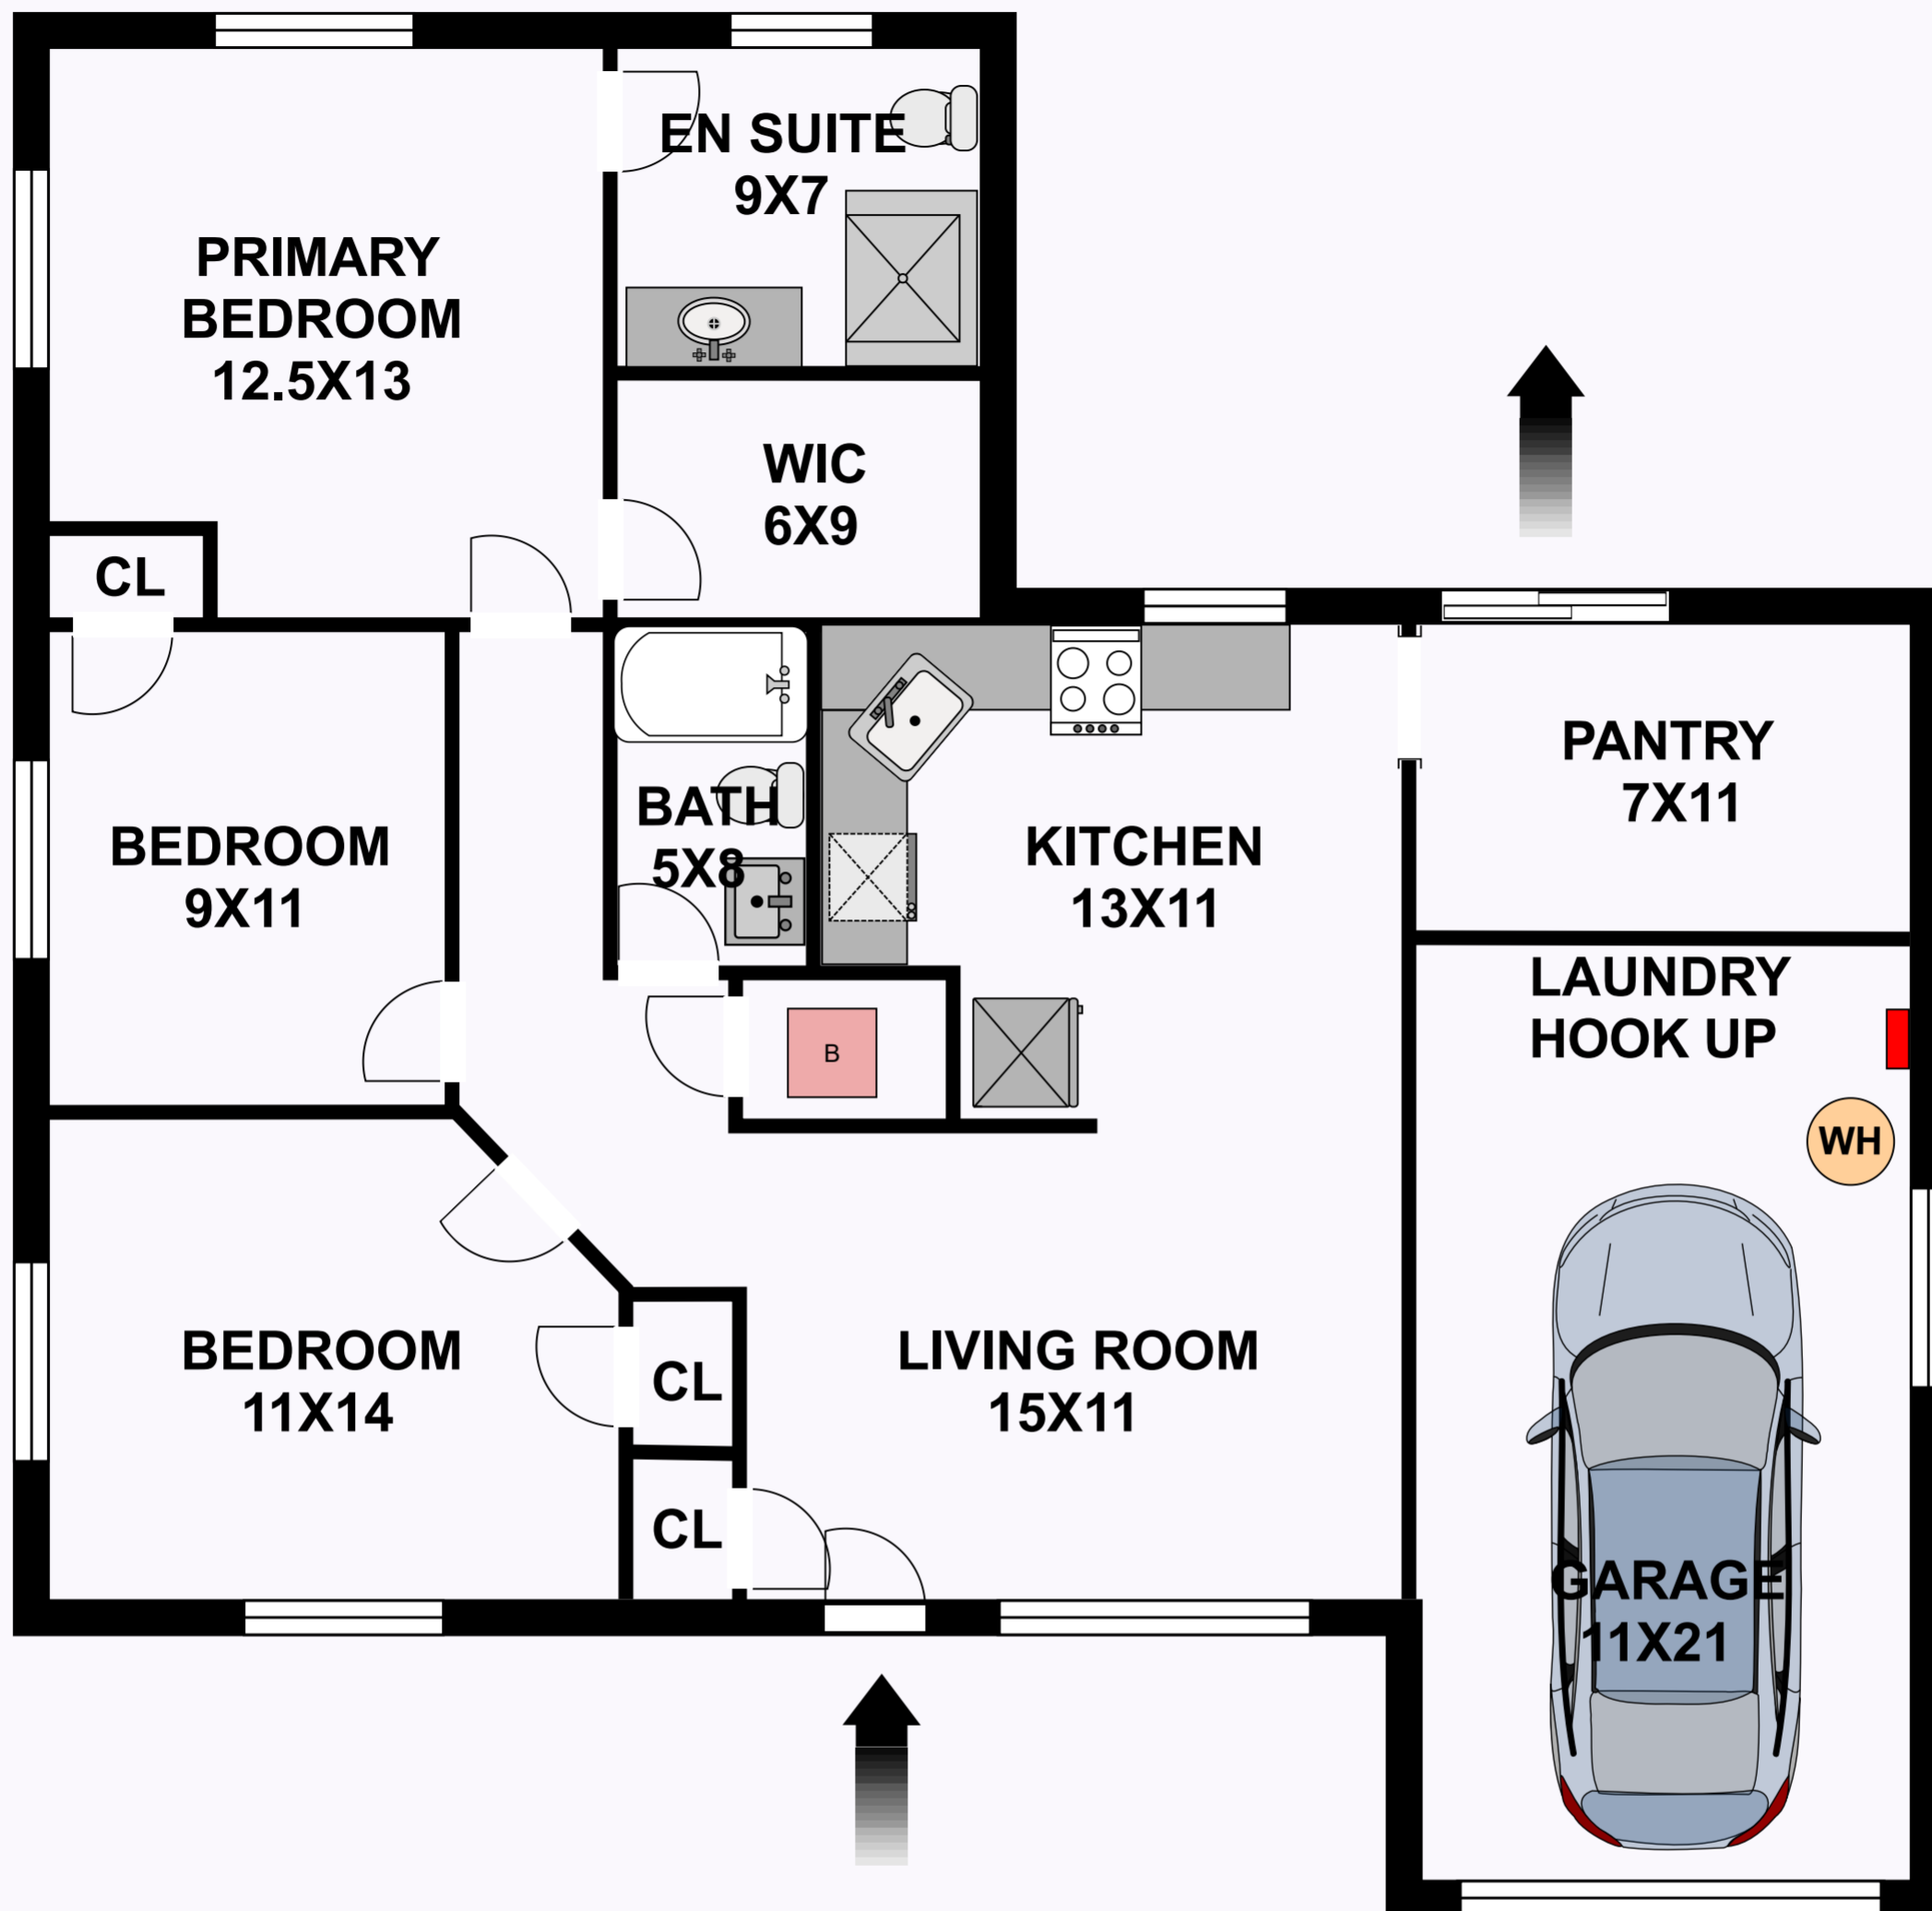 EN SUITE
9X7
PRIMARY
BEDROOM
12.5X13
WIC
6X9
CL
PANTRY
7X11
BATH
5X8
KITCHEN
13X11
BEDROOM
9X11
LAUNDRY
HOOK UP
B
WH
BEDROOM
11X14
CL
LIVING ROOM
15X11
CL
GARAGE
11X21